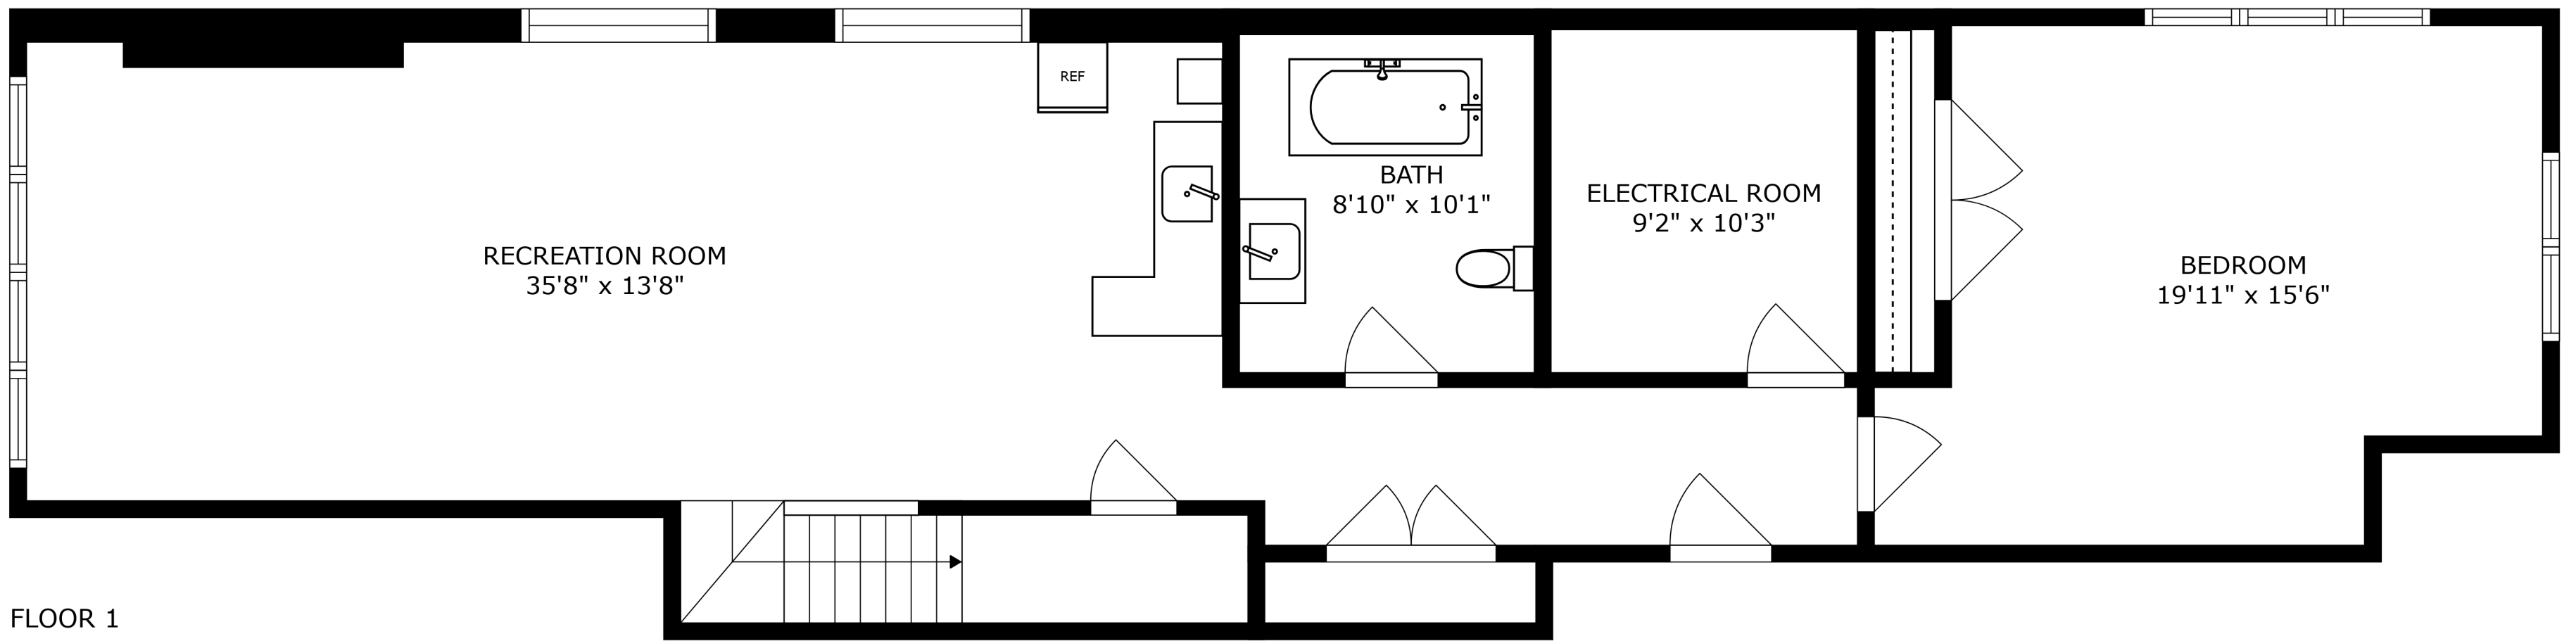 REF
BATH
8'10" x 10'1"
ELECTRICAL ROOM
9'2" x 10'3"
RECREATION ROOM
35'8" x 13'8"
BEDROOM
19'11" x 15'6"
FLOOR 1